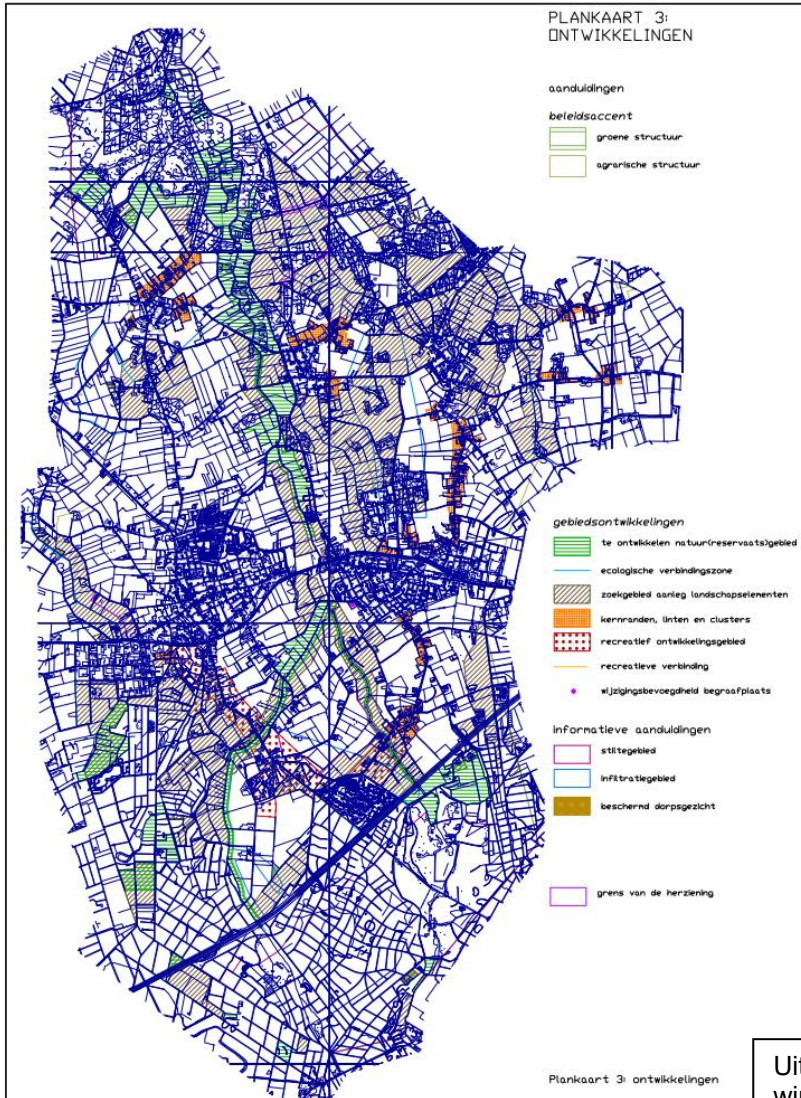 PLANKAART 3:
ONTWIKKELINGEN
aanduidingen
beleidsaccent
groene structuur
agrarische structuur
gebiedsontwikkelingen
te ontwikkelen natuur(reservaats)gebied
ecologische verbindingszone
zoekgebied aanleg landschapselementen
kernranden, linten en clusters
recreatief ontwikkelingsgebied
recreatieve verbinding
wijzigingsbevoegdheid begraafplaats
informatieve aanduidingen
stiltegebied
infiltratiegebied
beschermd dorpsgezicht
grens van de herziening
Plankaart 3: ontwikkelingen
Uit